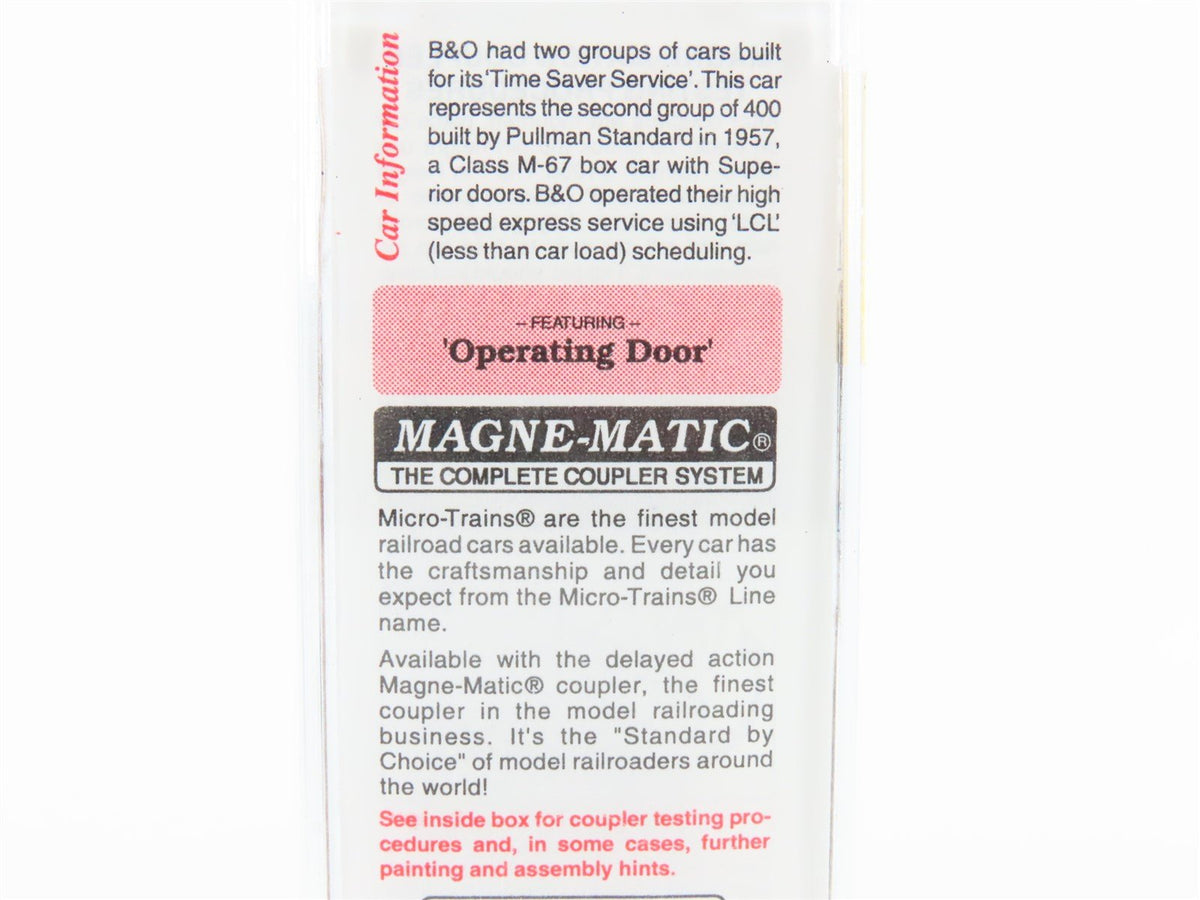 Car Information
B&O had two groups of cars built
for its 'Time Saver Service'. This car
represents the second group of 400
built by Pullman Standard in 1957,
a Class M-67 box car with Supe-
rior doors. B&O operated their high
speed express service using 'LCL'
(less than car load) scheduling.
-- FEATURING --
'Operating Door'
MAGNE-MATIC®
THE COMPLETE COUPLER SYSTEM
Micro-Trains® are the finest model
railroad cars available. Every car has
the craftsmanship and detail you
expect from the Micro-Trains® Line
name.
Available with the delayed action
Magne-Matic® coupler, the finest
coupler in the model railroading
business. It's the "Standard by
Choice" of model railroaders around
the world!
See inside box for coupler testing pro-
cedures and, in some cases, further
painting and assembly hints.